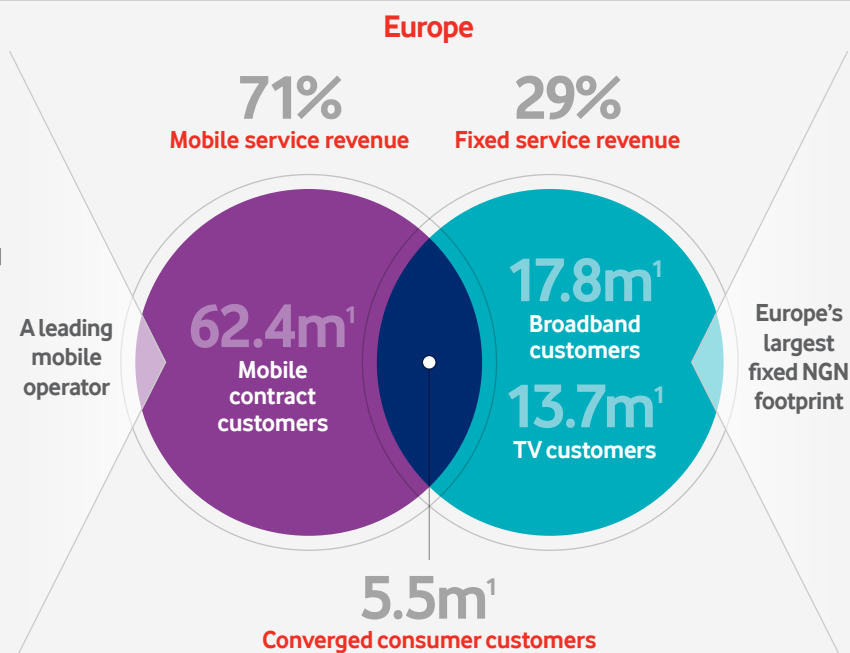 Europe
71%
Mobile service revenue
29%
Fixed service revenue
A leading
mobile
operator
62.4m¹
Mobile
contract
customers
17.8m¹
Broadband
customers
13.7m¹
TV customers
Europe’s
largest
fixed NGN
footprint
5.5m¹
Converged consumer customers